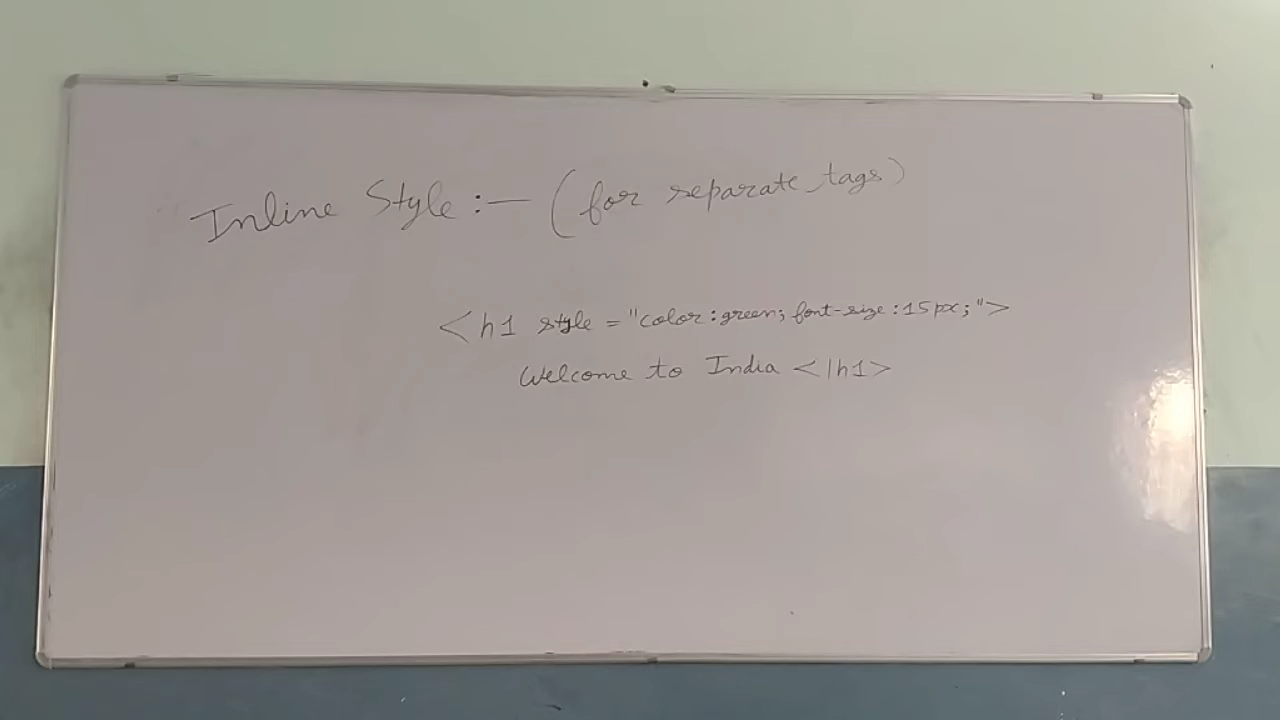 Inline Style :— (for separate tags)
<h1 style = "color:green; font-size:15px;">
Welcome to India </h1>